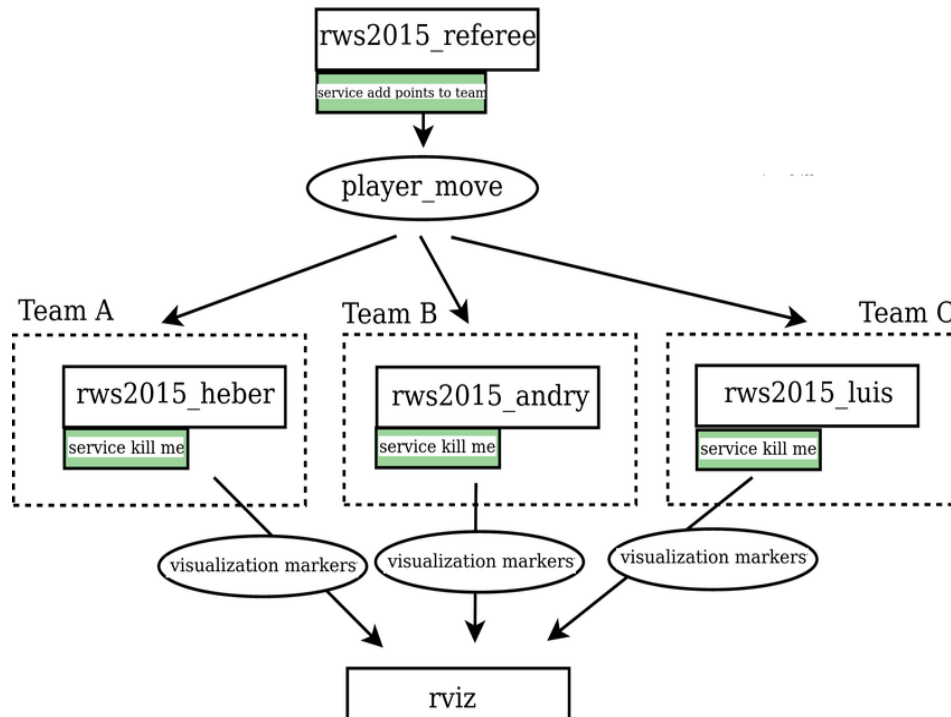 rws2015_referee
service add points to team
player_move
Team A
Team B
Team C
rws2015_heber
rws2015_andry
rws2015_luis
service kill me
service kill me
service kill me
visualization markers
visualization markers
visualization markers
rviz